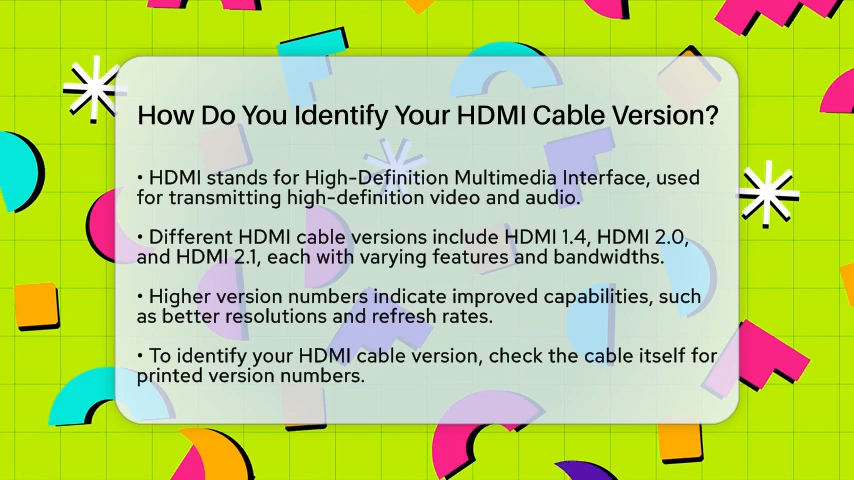 How Do You Identify Your HDMI Cable Version?
• HDMI stands for High-Definition Multimedia Interface, used
for transmitting high-definition video and audio.
• Different HDMI cable versions include HDMI 1.4, HDMI 2.0,
and HDMI 2.1, each with varying features and bandwidths.
• Higher version numbers indicate improved capabilities, such
as better resolutions and refresh rates.
• To identify your HDMI cable version, check the cable itself for
printed version numbers.